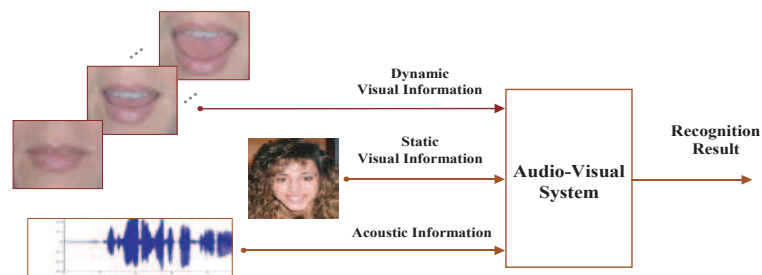 Dynamic
Visual Information
Static
Visual Information
Acoustic Information
Audio-Visual
System
Recognition
Result